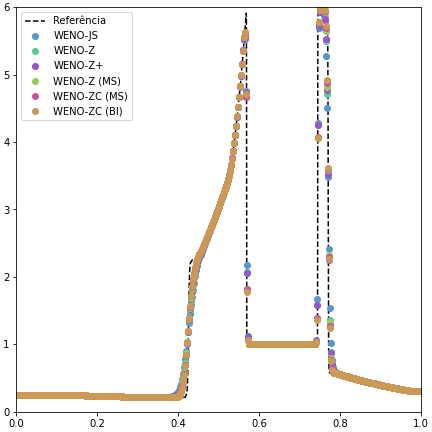 6
5
4
3
2
1
0
0.0 0.2 0.4 0.6 0.8 1.0
Referência
WENO-JS
WENO-Z
WENO-Z+
WENO-Z (MS)
WENO-ZC (MS)
WENO-ZC (BI)